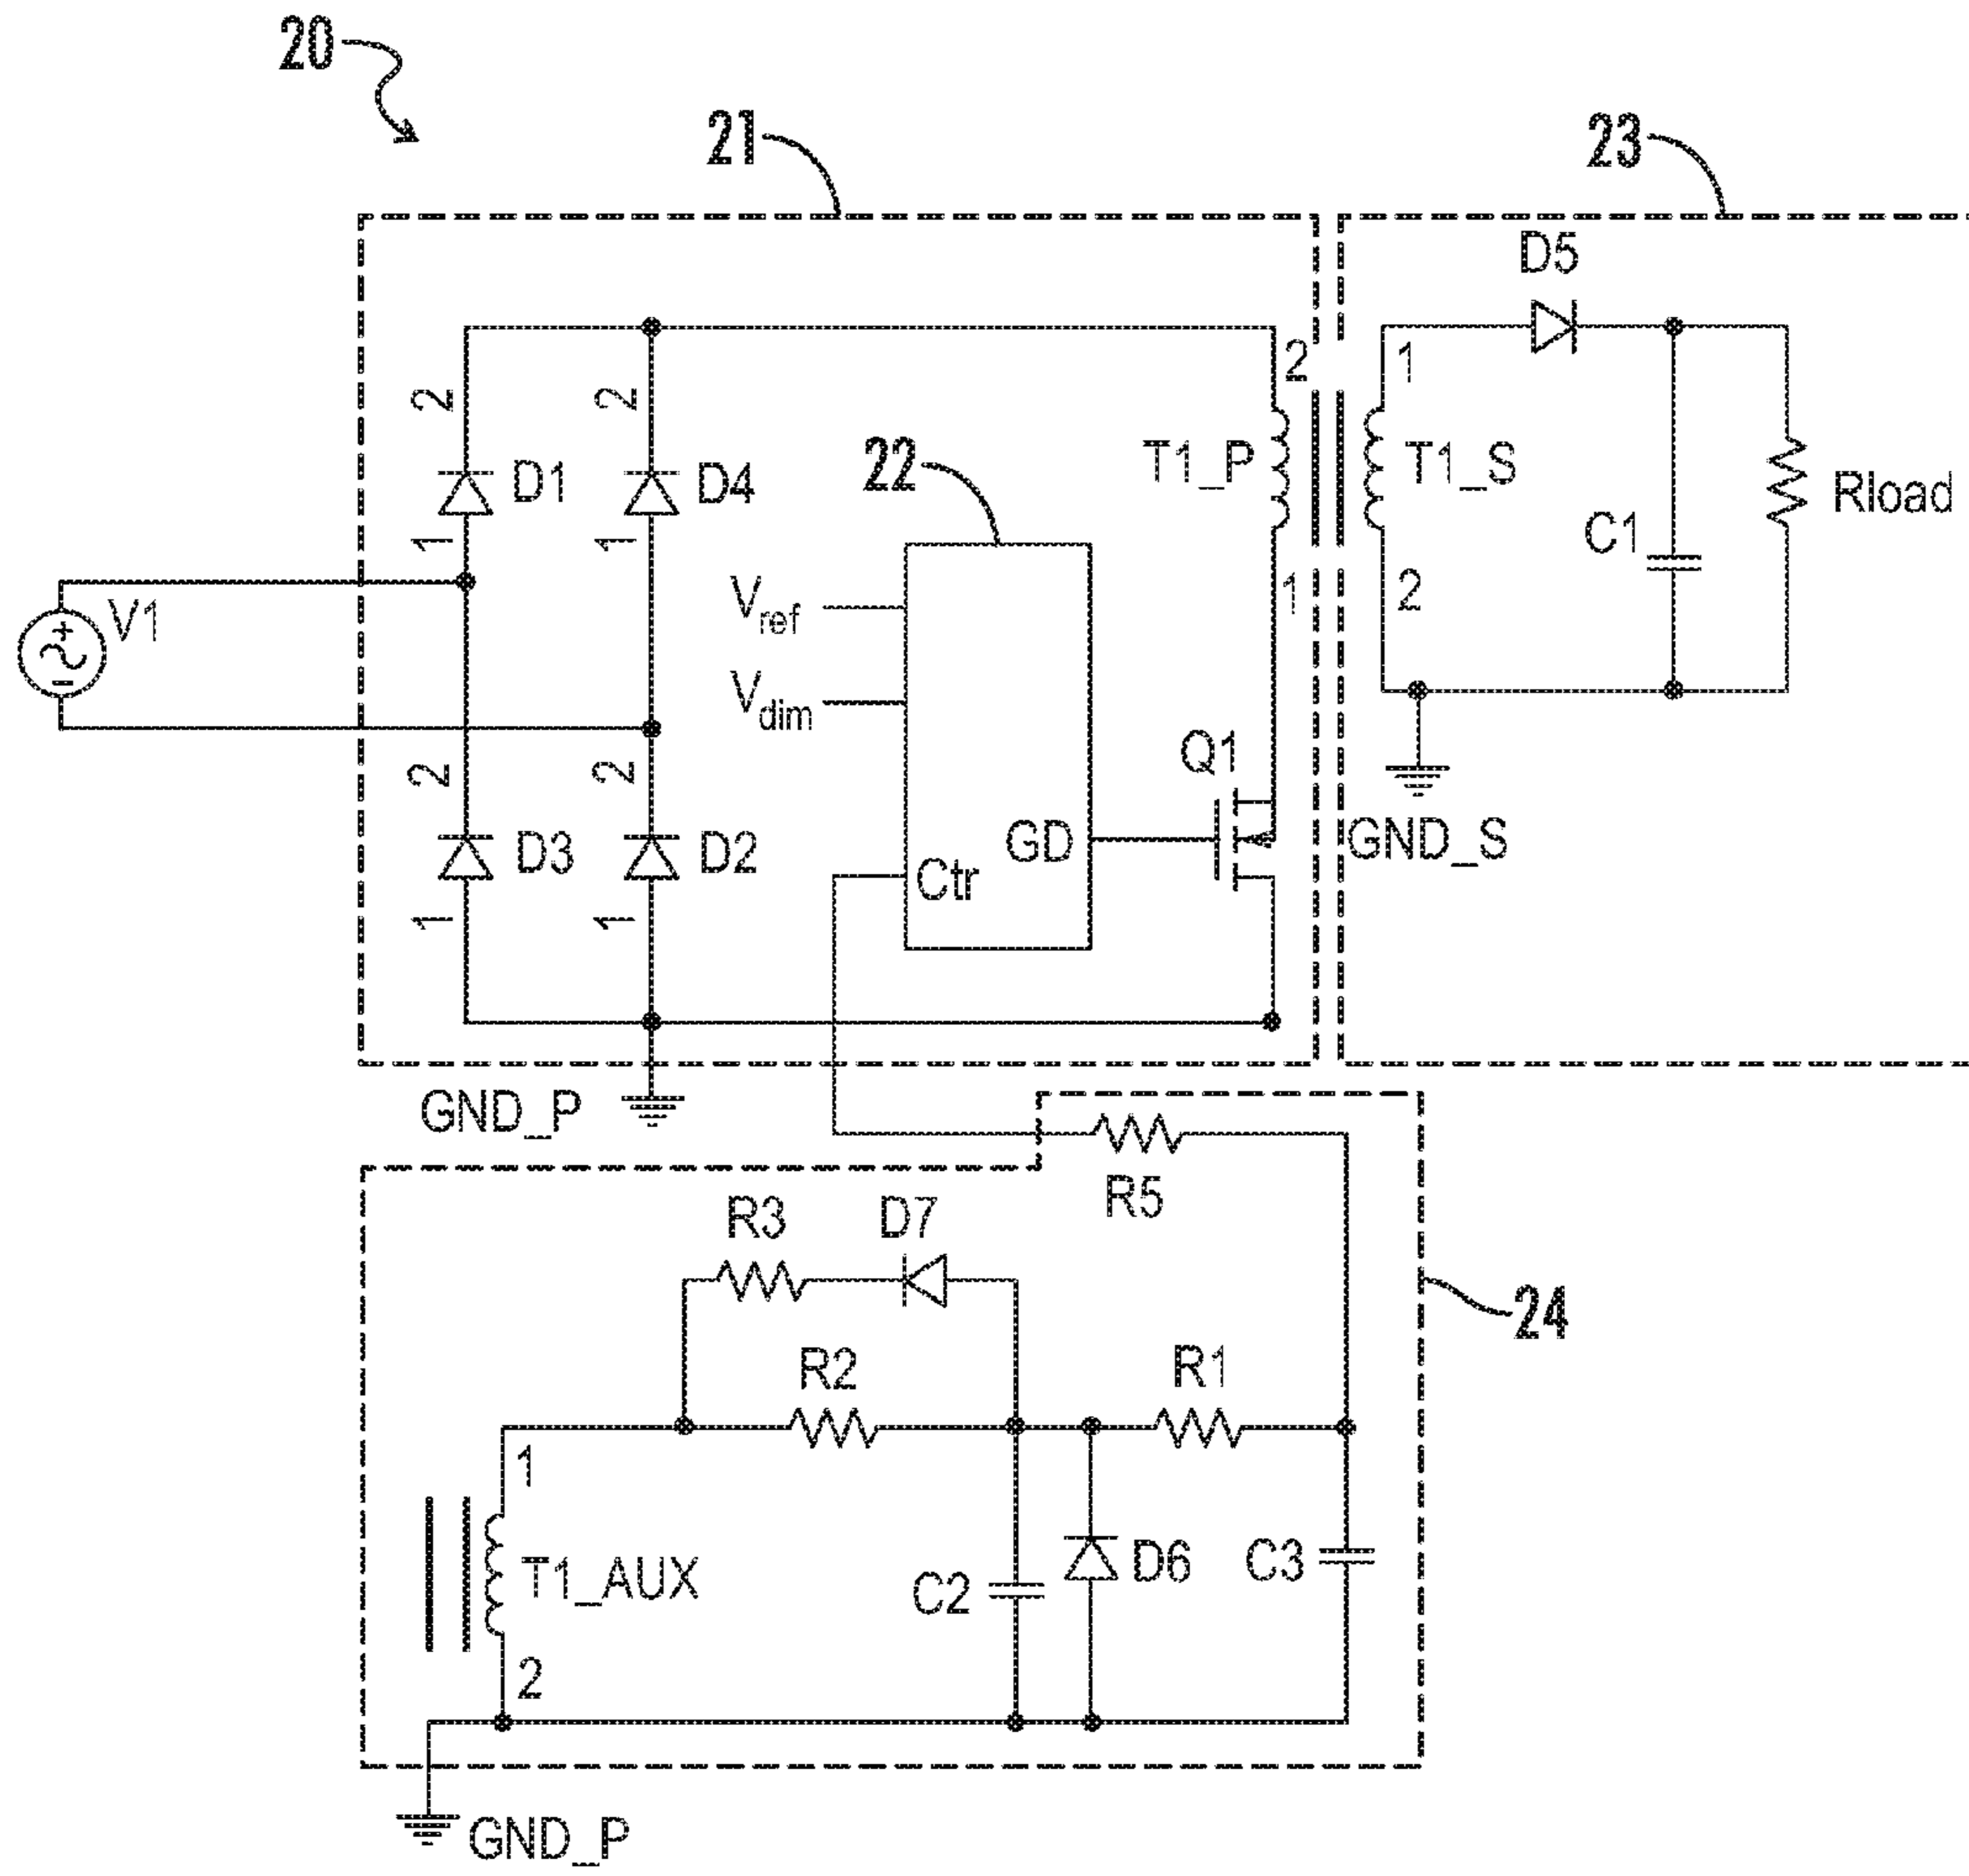 20
21
23
D5
2
2
2
1
T1_P
T1_S
22
D1
D4
Rload
1
1
C1
V1
Vref
1
2
Vdim
Q1
2
2
D3
D2
GD
GND_S
Ctr
1
1
GND_P
R5
R3
D7
24
R2
R1
1
T1_AUX
C2
D6
C3
2
GND_P